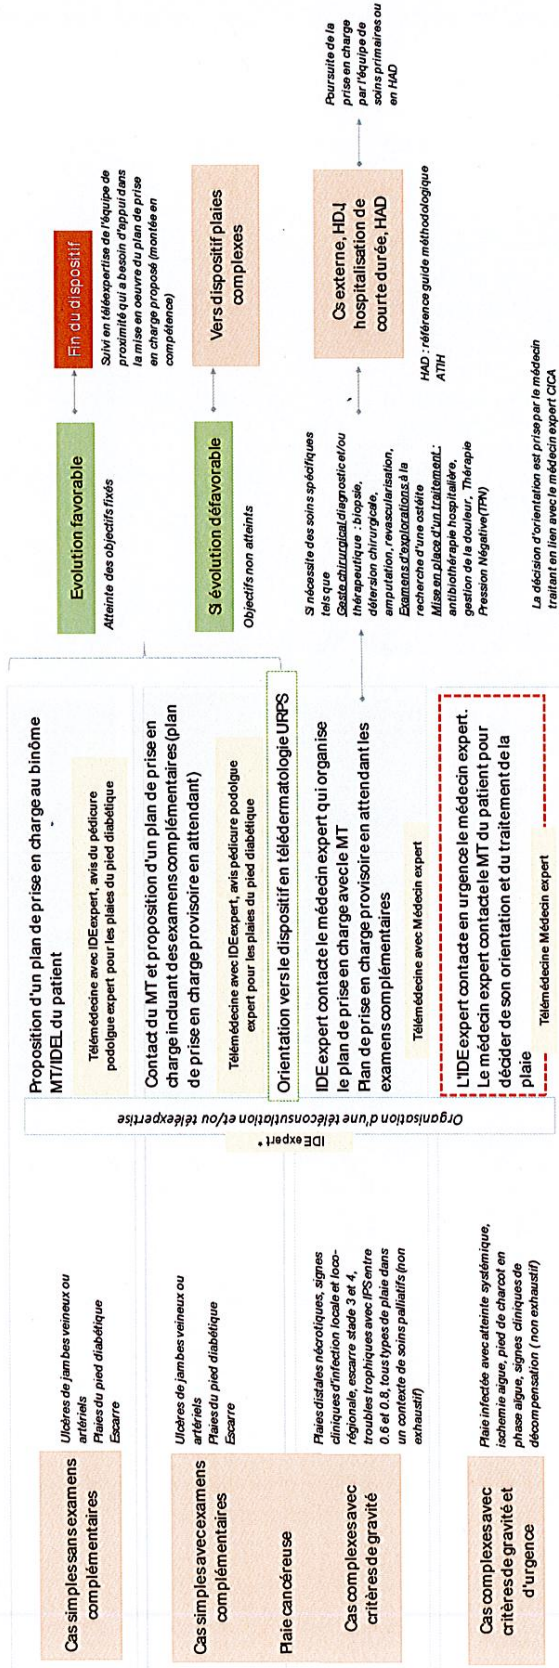 Cas simples sans examens
complémentaires
Ulcères de jambes veineux ou
artériels
Plaies du pied diabétique
Escarre
Cas simples avec examens
complémentaires
Ulcères de jambes veineux ou
artériels
Plaies du pied diabétique
Escarre
Plaie cancéreuse
Cas complexes avec
critères de gravité
Plaies distales nécrotiques, signes
cliniques d'infection locale et loco-
régionale, escarre stade 3 et 4,
troubles trophiques avec IPS entre
0.6 et 0.8, tous types de plaie dans
un contexte de soins palliatifs (non
exhaustif)
Cas complexes avec
critères de gravité et
d'urgence
Plaie infectée avec atteinte systémique,
ischemie aigue, pied de charcot en
phase aïgue, signes cliniques de
décompensation ( non exhaustif)
IDE expert *
Organisation d'une téléconsultation et/ou téléexpertise
Proposition d'un plan de prise en charge au binôme
MT/IDEL du patient
Télémédecine avec IDE expert, avis du pédicure
podolgue expert pour les plaies du pied diabétique
Contact du MT et proposition d'un plan de prise en
charge incluant des examens complémentaires (plan
de prise en charge provisoire en attendant)
Télémédecine avec IDE expert, avis pédicure podolgue
expert pour les plaies du pied diabétique
Orientation vers le dispositif en télédermatologie URPS
IDE expert contacte le médecin expert qui organise
le plan de prise en charge avec le MT
Plan de prise en charge provisoire en attendant les
examens complémentaires
Télémédecine avec Médecin expert
L'IDE expert contacte en urgence le médecin expert.
Le médecin expert contacte le MT du patient pour
décider de son orientation et du traitement de la
plaie
Télémédecine Médecin expert
Evolution favorable
Atteinte des objectifs fixés
Fin du dispositif
Suivi en téléexpertise de l'équipe de
proximité qui a besoin d'appui dans
la mise en oeuvre du plan de prise
en charge proposé (montée en
compétence)
Si évolution défavorable
Objectifs non atteints
Vers dispositif plaies
complexes
Si nécessite des soins spécifiques
tels que
Geste chirurgical diagnostic et/ou
thérapeutique : biopsie,
détersion chirurgicale,
amputation, revascularisation,
Examens d'explorations à la
recherche d'une ostéite
Mise en place d'un traitement :
antibiothérapie hospitalière,
gestion de la douleur, Thérapie
Pression Négative(TPN)
Cs externe, HDJ,
hospitalisation de
courte durée, HAD
HAD : référence guide méthodologique
ATIH
Poursuite de la
prise en charge
par l'équipe de
soins primaires ou
en HAD
La décision d'orientation est prise par le médecin
traitant en lien avec le médecin expert CICA